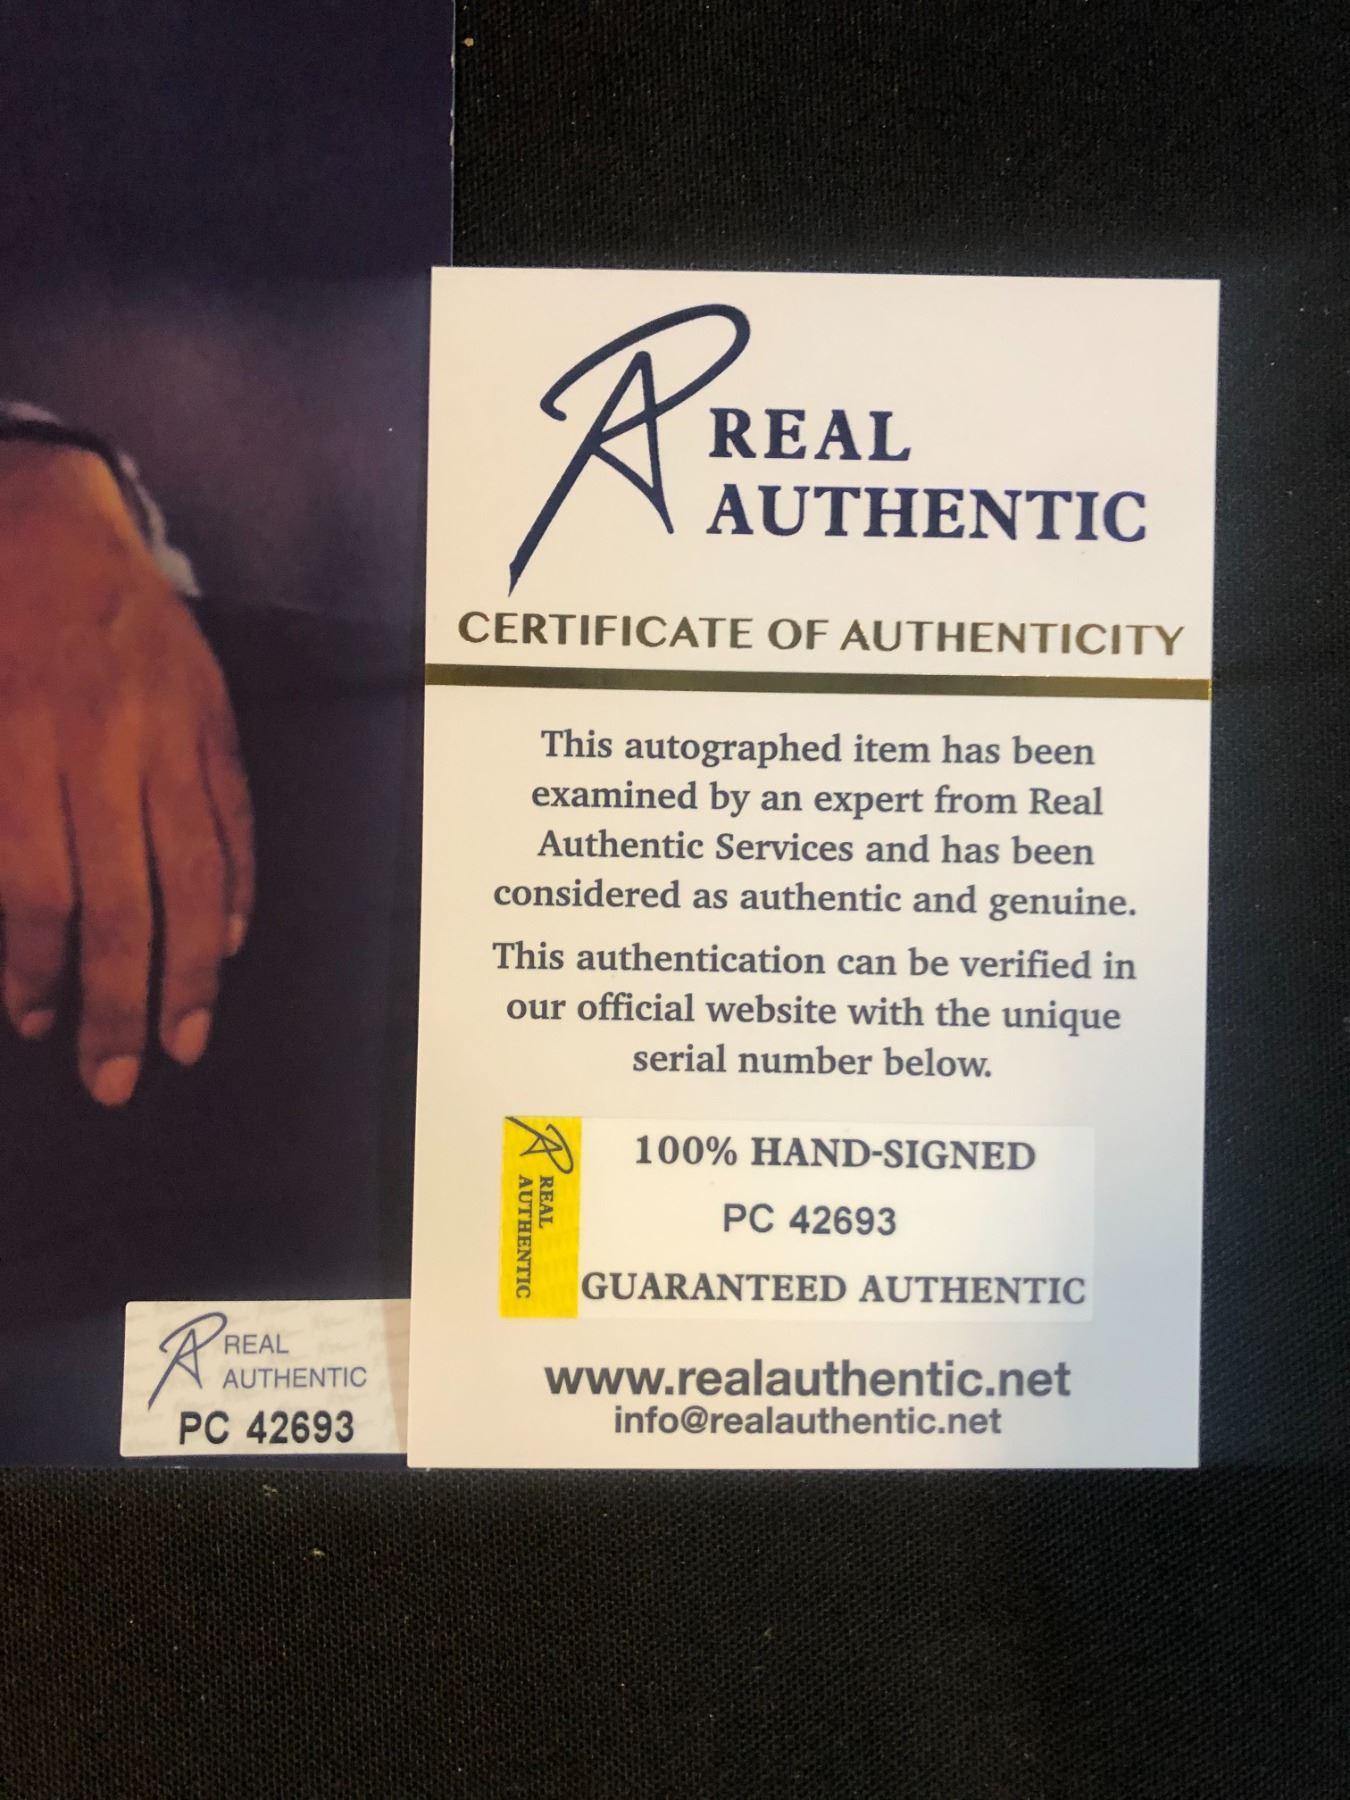 REAL
AUTHENTIC
CERTIFICATE OF AUTHENTICITY
This autographed item has been
examined by an expert from Real
Authentic Services and has been
considered as authentic and genuine.
This authentication can be verified in
our official website with the unique
serial number below.
REAL
AUTHENTIC
100% HAND-SIGNED
PC 42693
GUARANTEED AUTHENTIC
www.realauthentic.net
info@realauthentic.net
REAL
AUTHENTIC
PC 42693